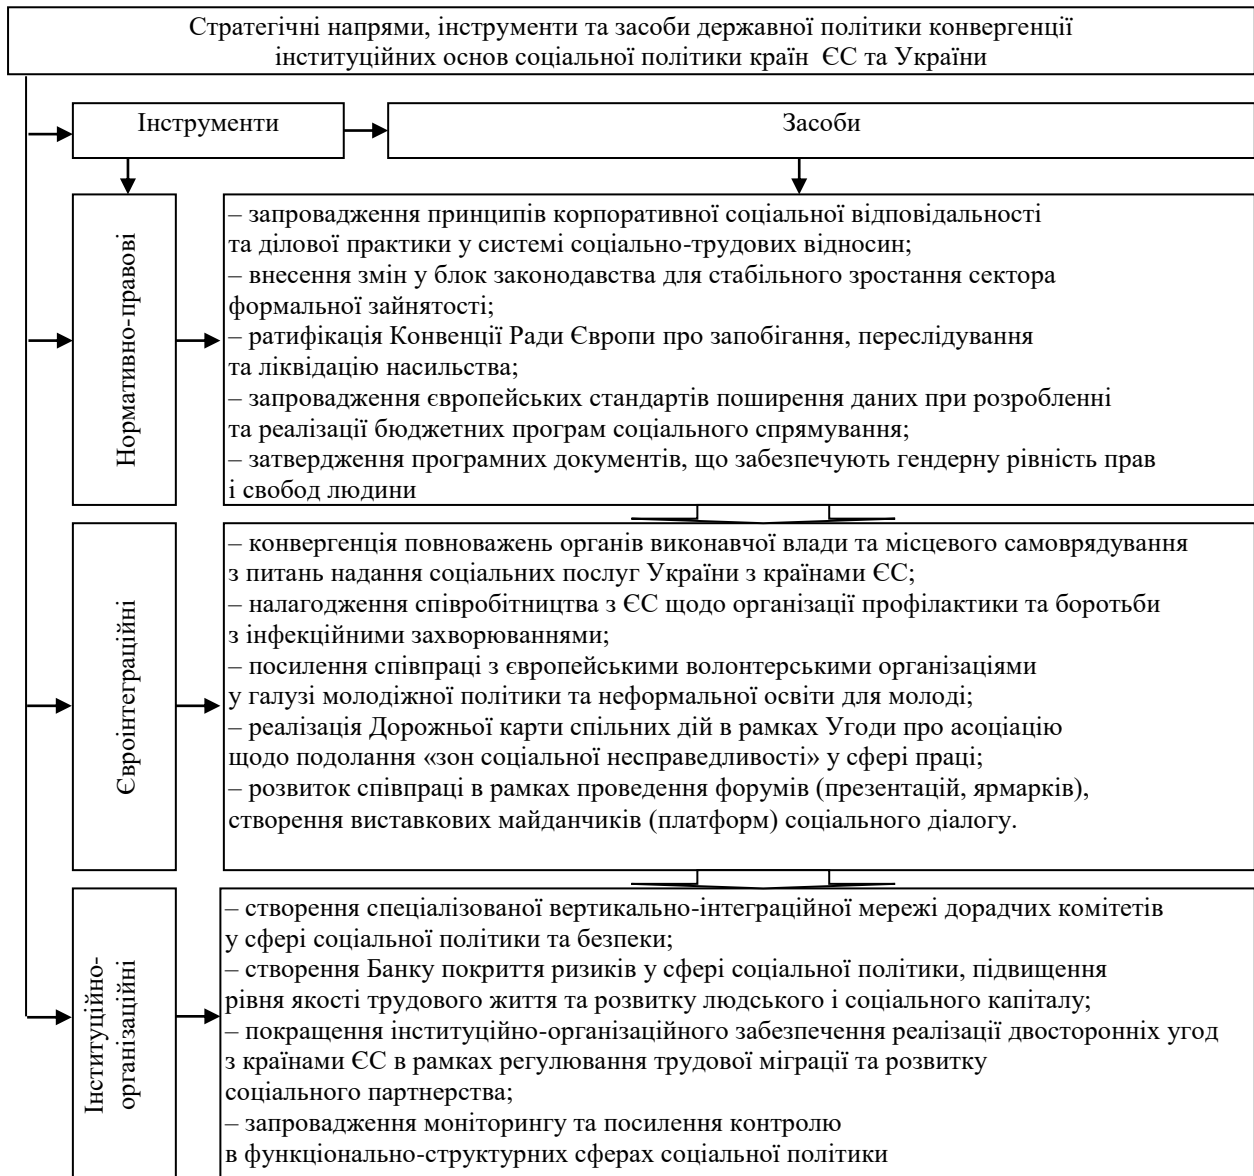 Стратегічні напрями, інструменти та засоби державної політики конвергенції
інституційних основ соціальної політики країн ЄС та України
Інструменти
Засоби
Нормативно-правові
– запровадження принципів корпоративної соціальної відповідальності
та ділової практики у системі соціально-трудових відносин;
– внесення змін у блок законодавства для стабільного зростання сектора
формальної зайнятості;
– ратифікація Конвенції Ради Європи про запобігання, переслідування
та ліквідацію насильства;
– запровадження європейських стандартів поширення даних при розробленні
та реалізації бюджетних програм соціального спрямування;
– затвердження програмних документів, що забезпечують гендерну рівність прав
і свобод людини
Євроінтеграційні
– конвергенція повноважень органів виконавчої влади та місцевого самоврядування
з питань надання соціальних послуг України з країнами ЄС;
– налагодження співробітництва з ЄС щодо організації профілактики та боротьби
з інфекційними захворюваннями;
– посилення співпраці з європейськими волонтерськими організаціями
у галузі молодіжної політики та неформальної освіти для молоді;
– реалізація Дорожньої карти спільних дій в рамках Угоди про асоціацію
щодо подолання «зон соціальної несправедливості» у сфері праці;
– розвиток співпраці в рамках проведення форумів (презентацій, ярмарків),
створення виставкових майданчиків (платформ) соціального діалогу.
Інституційно-
організаційні
– створення спеціалізованої вертикально-інтеграційної мережі дорадчих комітетів
у сфері соціальної політики та безпеки;
– створення Банку покриття ризиків у сфері соціальної політики, підвищення
рівня якості трудового життя та розвитку людського і соціального капіталу;
– покращення інституційно-організаційного забезпечення реалізації двосторонніх угод
з країнами ЄС в рамках регулювання трудової міграції та розвитку
соціального партнерства;
– запровадження моніторингу та посилення контролю
в функціонально-структурних сферах соціальної політики